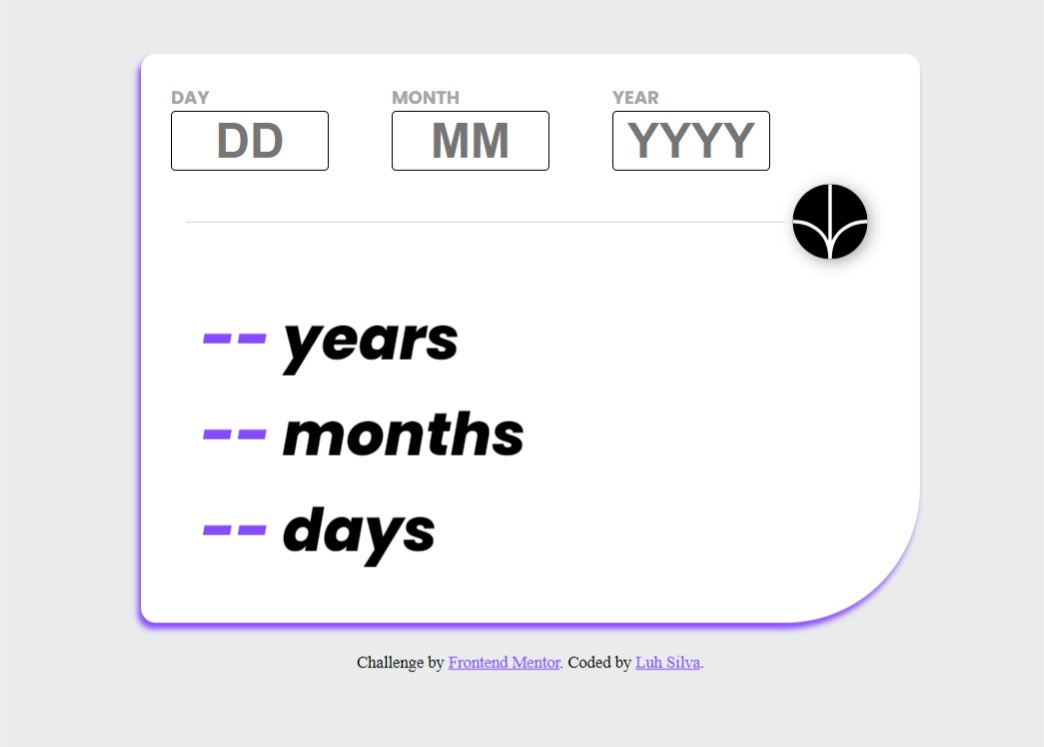 DAY MONTH YEAR
DD MM YYYY
-- years
-- months
-- days
Challenge by Frontend Mentor. Coded by Luh Silva.